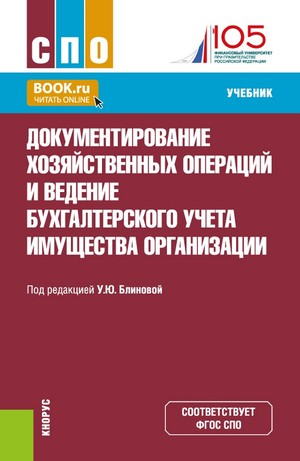 СПО
105
ФИНАНСОВЫЙ УНИВЕРСИТЕТ
ПРИ ПРАВИТЕЛЬСТВЕ
РОССИЙСКОЙ ФЕДЕРАЦИИ
BOOK.ru
ЧИТАТЬ ONLINE
УЧЕБНИК
ДОКУМЕНТИРОВАНИЕ
ХОЗЯЙСТВЕННЫХ ОПЕРАЦИЙ
И ВЕДЕНИЕ
БУХГАЛТЕРСКОГО УЧЕТА
ИМУЩЕСТВА ОРГАНИЗАЦИИ
Под редакцией У.Ю. Блиновой
КНОРУС
СООТВЕТСТВУЕТ
ФГОС СПО